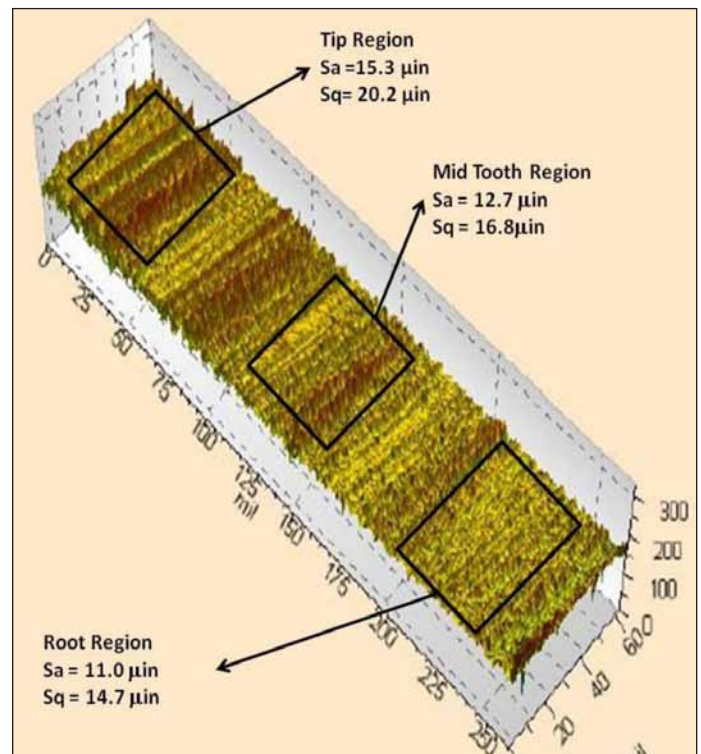 Tip Region
Sa =15.3 µin
Sq= 20.2 µin
Mid Tooth Region
Sa = 12.7 µin
Sq = 16.8µin
Root Region
Sa = 11.0 µin
Sq = 14.7 µin
0
25
50
75
100
125
mil
150
175
200
225
250
20
40
60
0
100
200
300